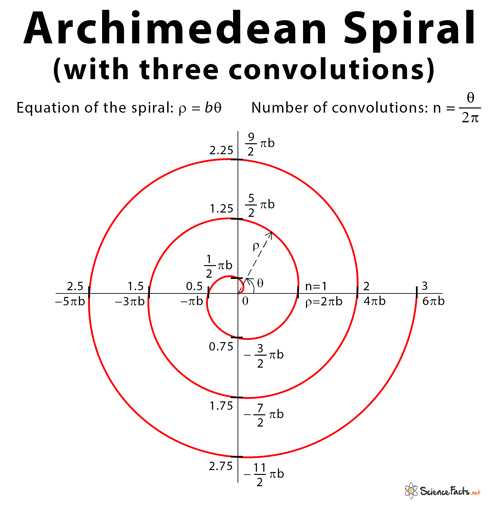 Archimedean Spiral
(with three convolutions)
Equation of the spiral: ρ = bθ
Number of convolutions: n = θ/2π
2.25 9/2 πb
1.25 5/2 πb
ρ
1/2 πb
θ
2.5 1.5 0.5 n=1 2 3
−5πb −3πb −πb 0 ρ=2πb 4πb 6πb
0.75 −3/2 πb
1.75 −7/2 πb
2.75 −11/2 πb
ScienceFacts.net